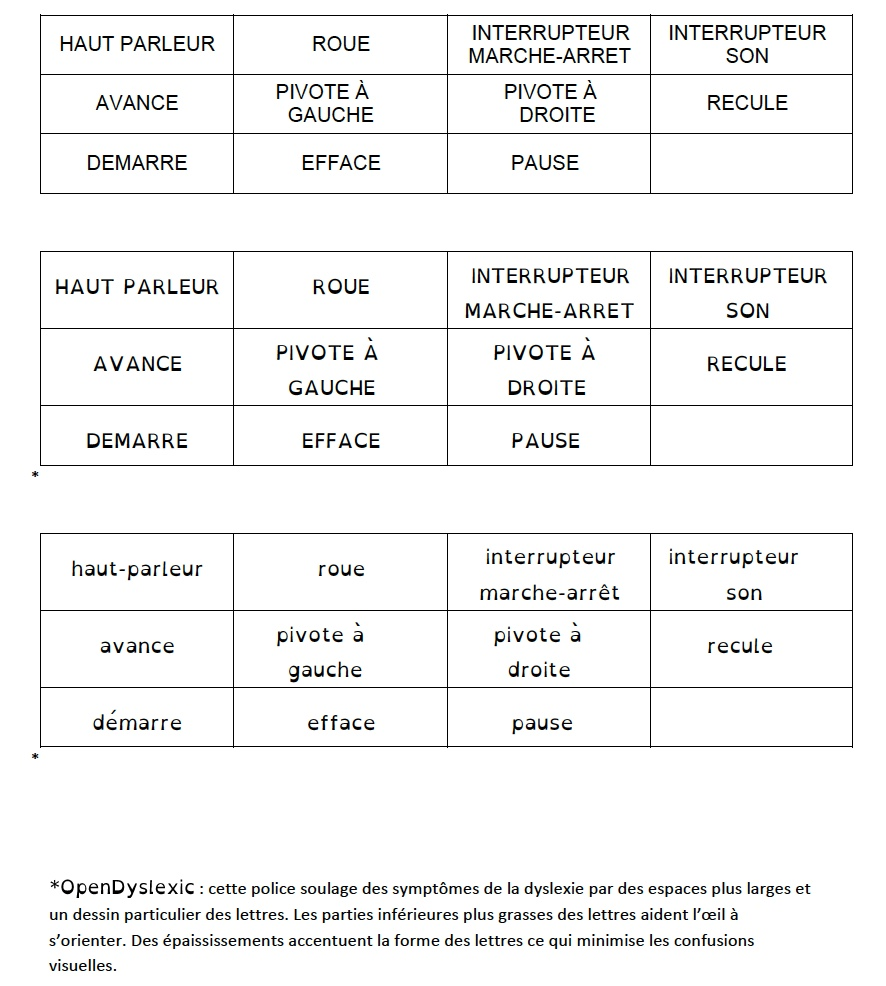 HAUT PARLEUR ROUE INTERRUPTEUR MARCHE-ARRET INTERRUPTEUR SON
AVANCE PIVOTE À GAUCHE PIVOTE À DROITE RECULE
DEMARRE EFFACE PAUSE
HAUT PARLEUR ROUE INTERRUPTEUR MARCHE-ARRET INTERRUPTEUR SON
AVANCE PIVOTE À GAUCHE PIVOTE À DROITE RECULE
DEMARRE EFFACE PAUSE
*
haut-parleur roue interrupteur marche-arrêt interrupteur son
avance pivote à gauche pivote à droite recule
démarre efface pause
*
*OpenDyslexic : cette police soulage des symptômes de la dyslexie par des espaces plus larges et
un dessin particulier des lettres. Les parties inférieures plus grasses des lettres aident l’œil à
s’orienter. Des épaississements accentuent la forme des lettres ce qui minimise les confusions
visuelles.